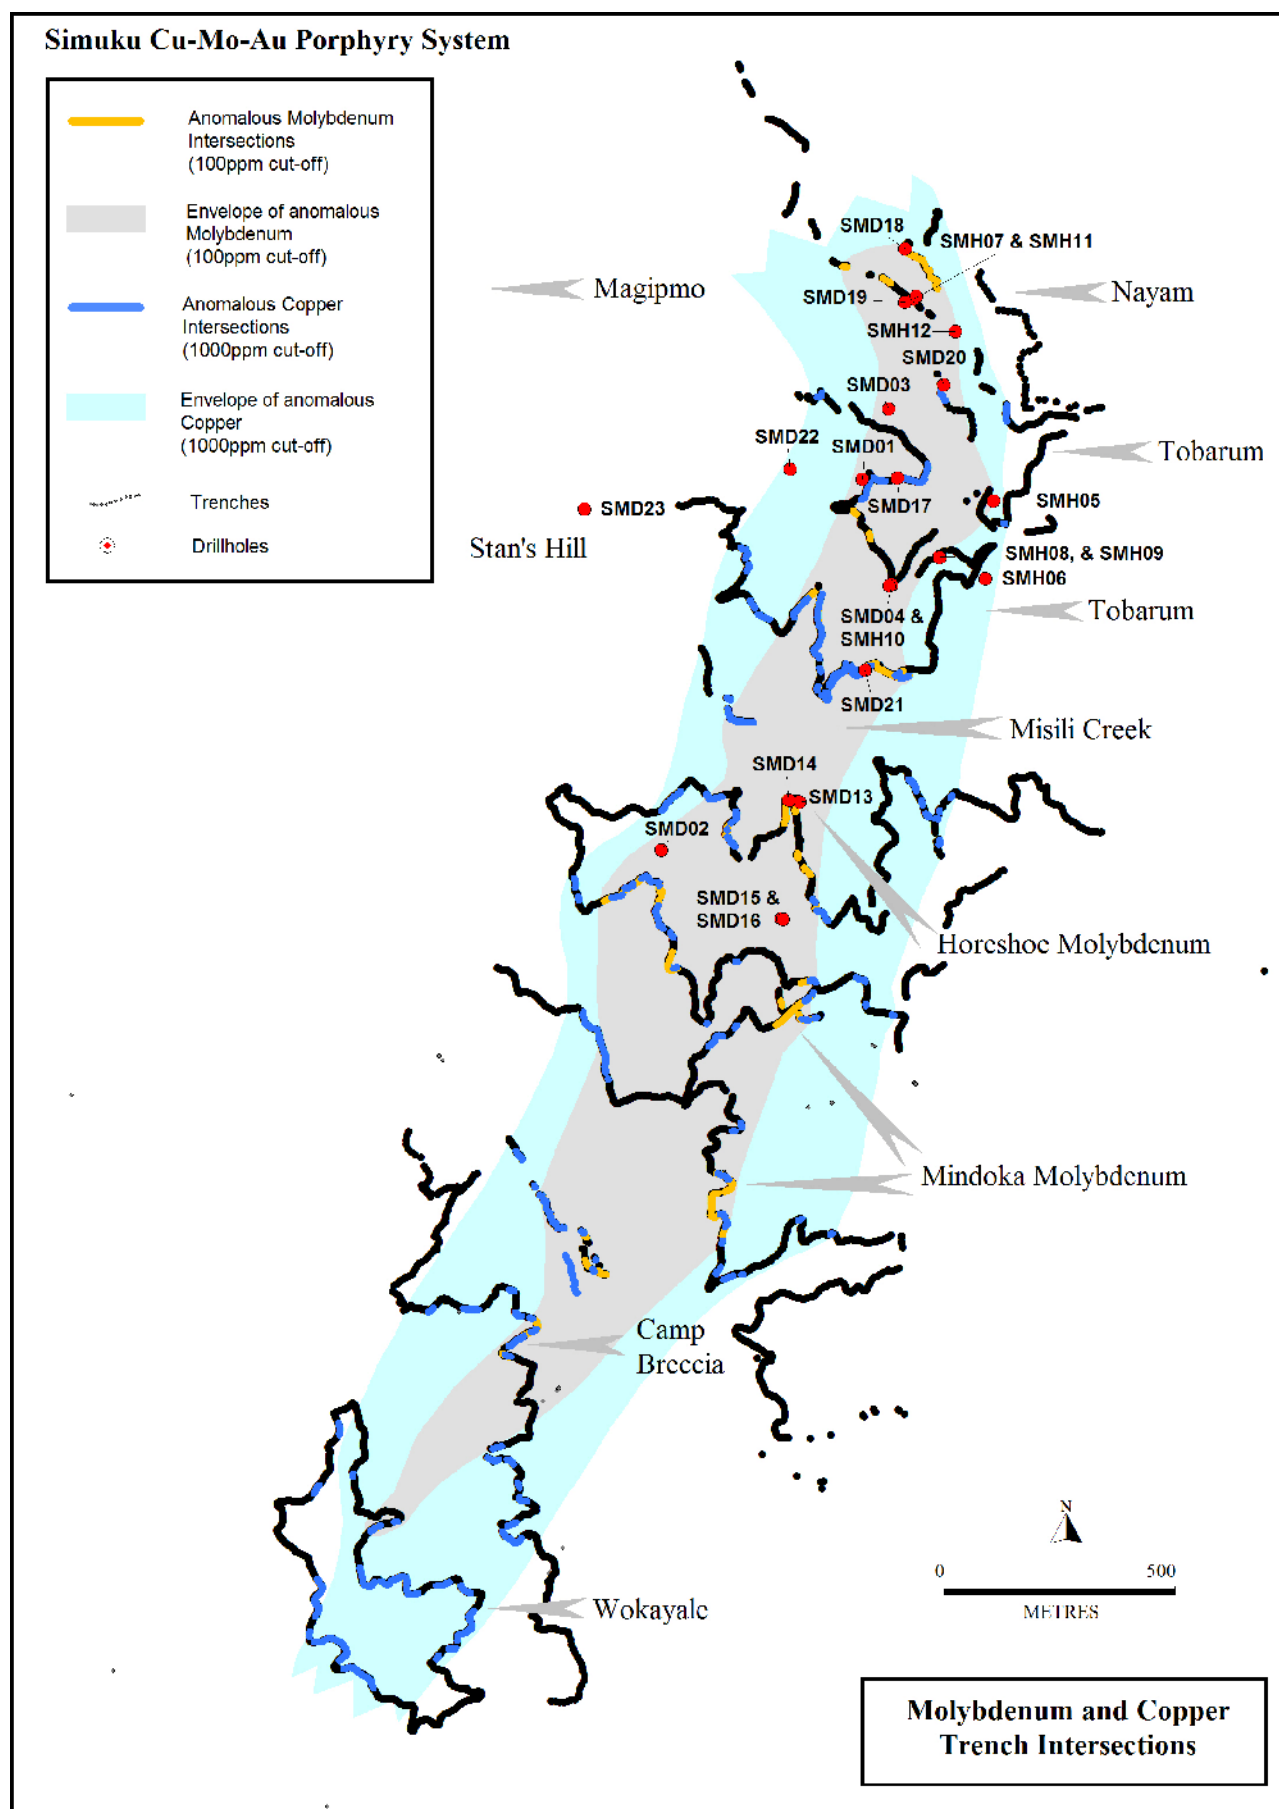 Simuku Cu-Mo-Au Porphyry System
Anomalous Molybdenum
Intersections
(100ppm cut-off)
Envelope of anomalous
Molybdenum
(100ppm cut-off)
Anomalous Copper
Intersections
(1000ppm cut-off)
Envelope of anomalous
Copper
(1000ppm cut-off)
Trenches
Drillholes
SMD18
SMH07 & SMH11
Magipmo
SMD19
Nayam
SMH12
SMD20
SMD03
SMD22
SMD01
Tobarum
SMD17
SMH05
SMD23
Stan's Hill
SMH08, & SMH09
SMH06
SMD04 &
SMH10
Tobarum
SMD21
Misili Creek
SMD14
SMD13
SMD02
SMD15 &
SMD16
Horeshoe Molybdenum
Mindoka Molybdenum
Camp
Breccia
N
0 500
METRES
Wokayale
Molybdenum and Copper
Trench Intersections